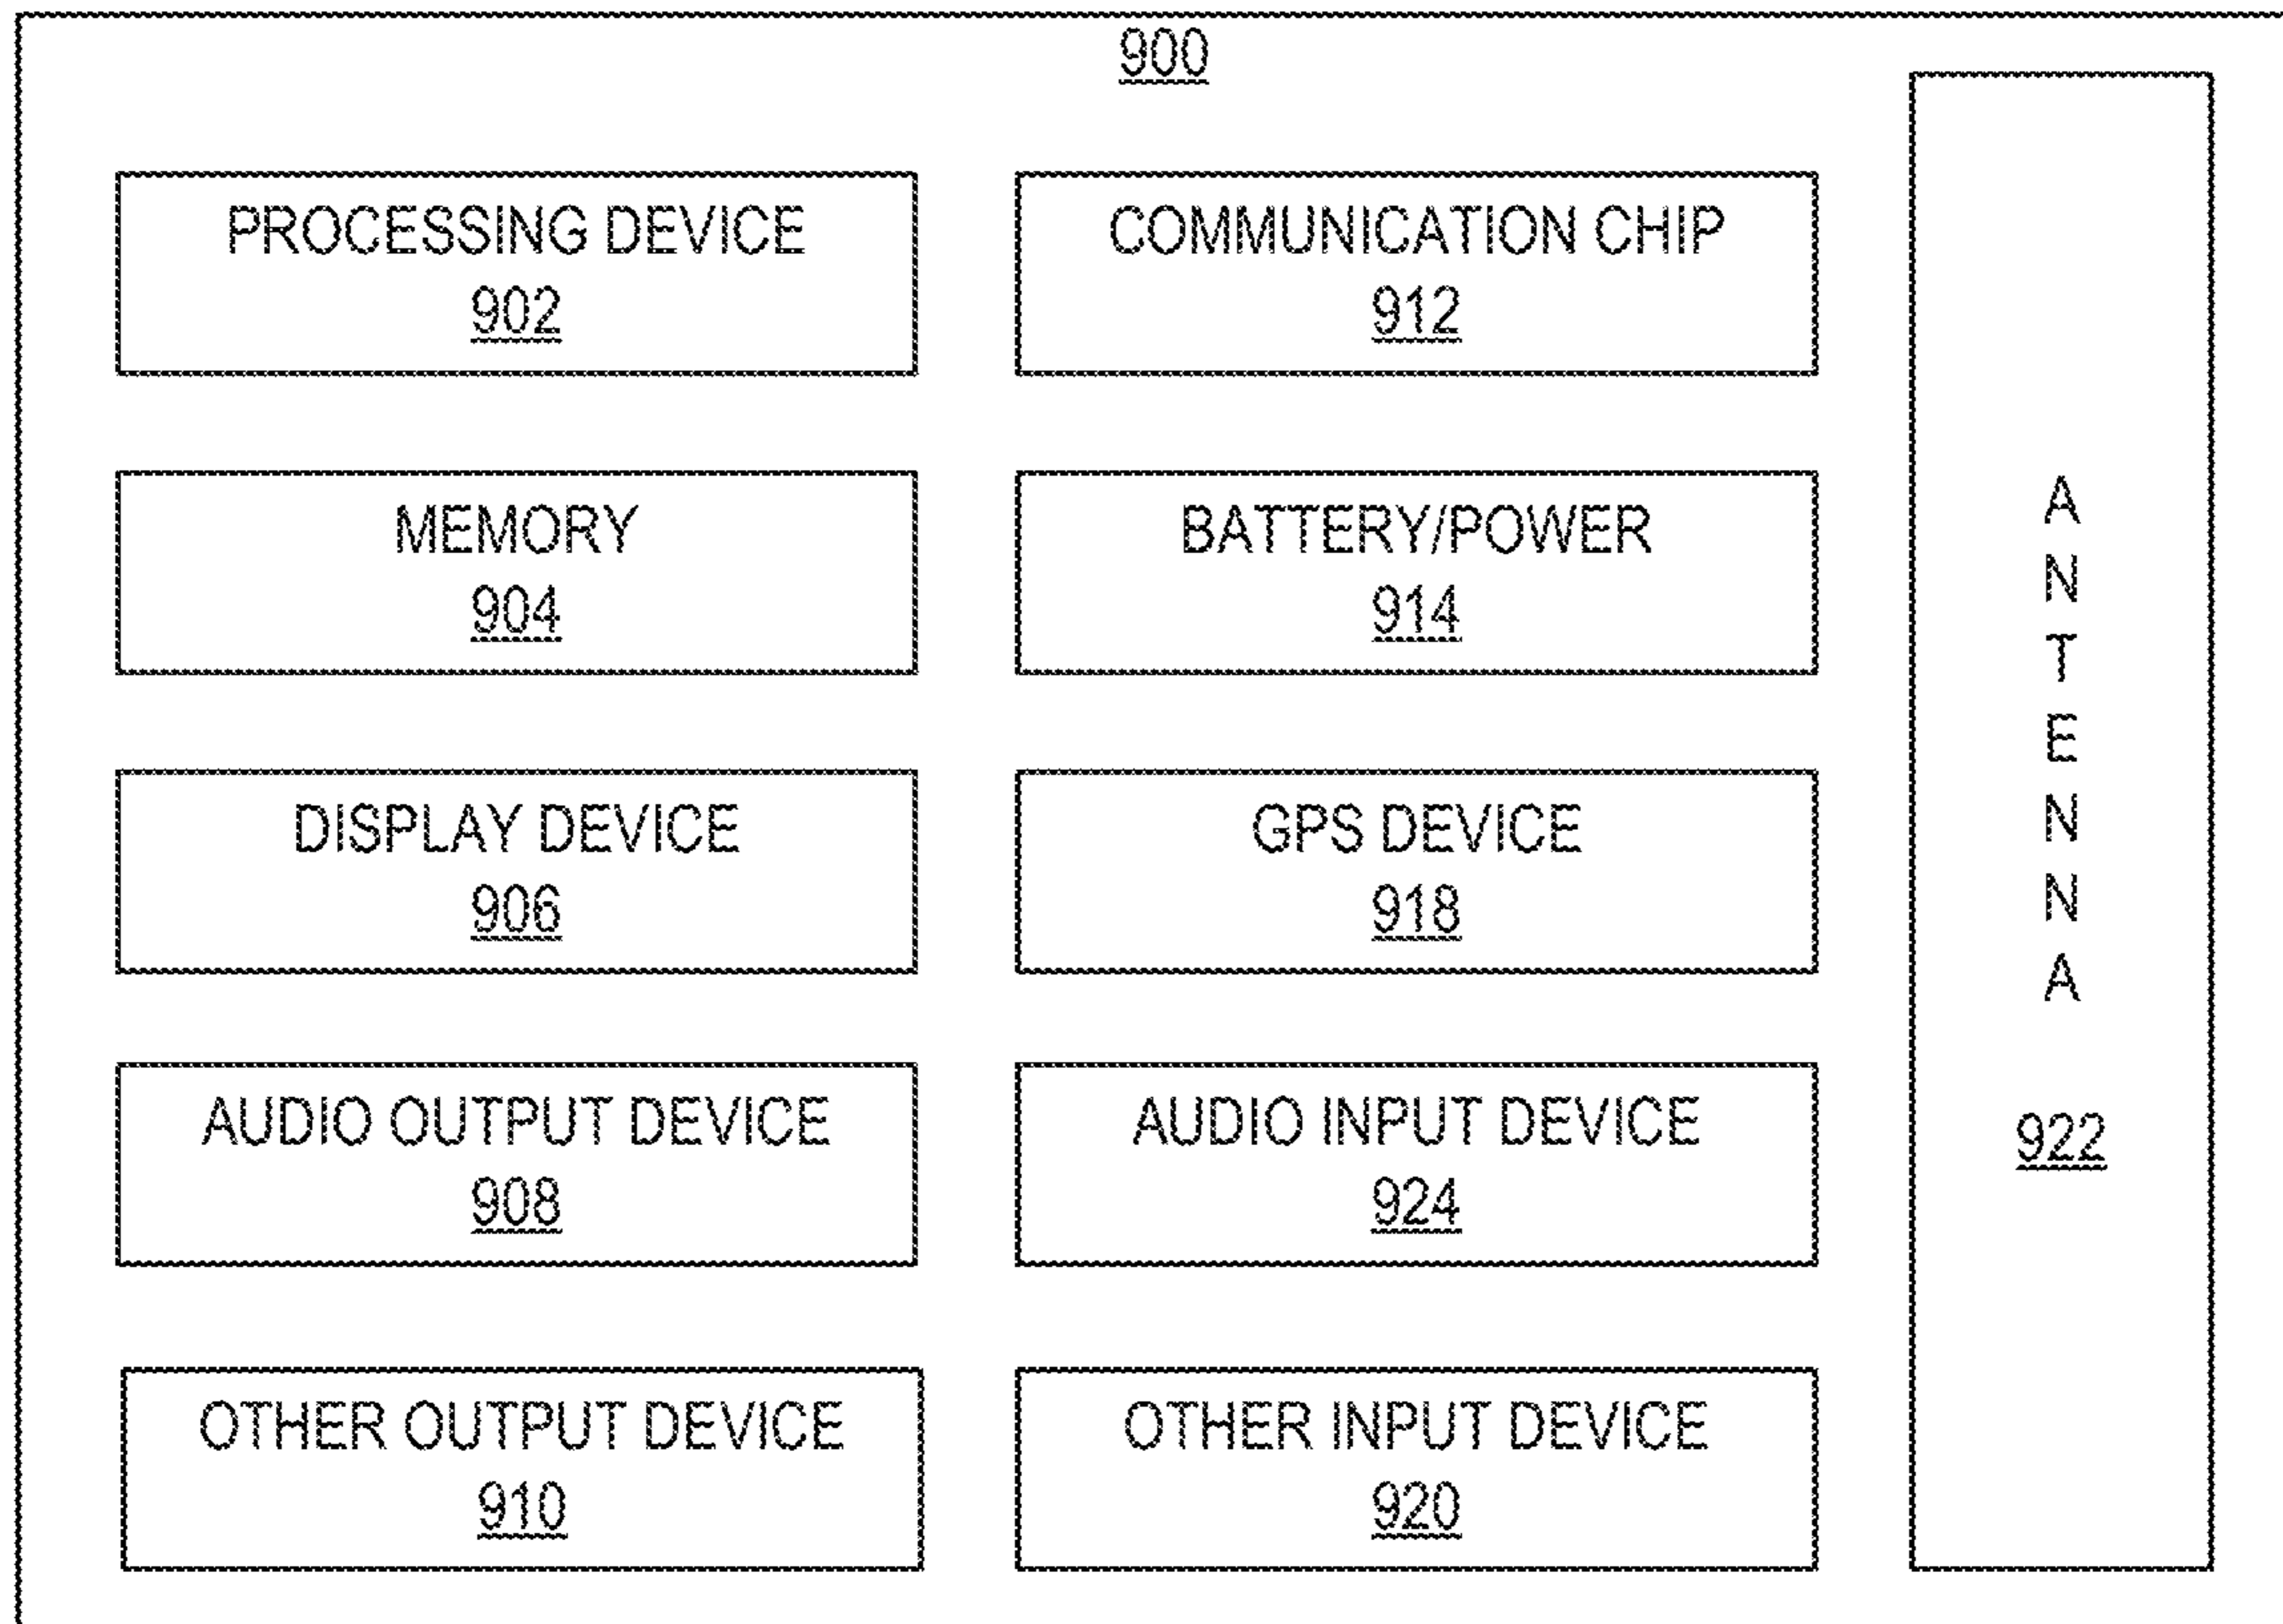 900
PROCESSING DEVICE
902
COMMUNICATION CHIP
912
MEMORY
904
BATTERY/POWER
914
DISPLAY DEVICE
906
GPS DEVICE
918
AUDIO OUTPUT DEVICE
908
AUDIO INPUT DEVICE
924
OTHER OUTPUT DEVICE
910
OTHER INPUT DEVICE
920
ANTENNA
922